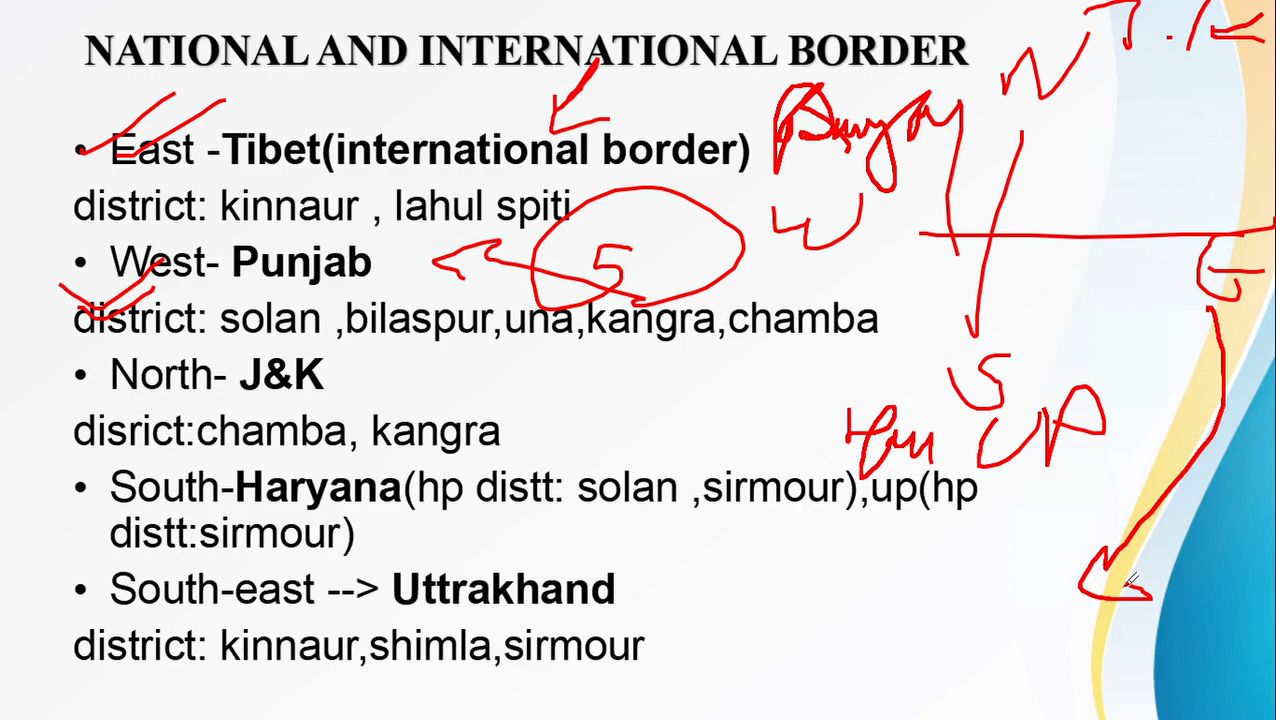 NATIONAL AND INTERNATIONAL BORDER
J.K
N
• East -Tibet(international border)
district: kinnaur , lahul spiti
W
• West- Punjab
5
E
district: solan ,bilaspur,una,kangra,chamba
• North- J&K
S
disrict:chamba, kangra
UP
• South-Haryana(hp distt: solan ,sirmour),up(hp
distt:sirmour)
• South-east --> Uttrakhand
district: kinnaur,shimla,sirmour